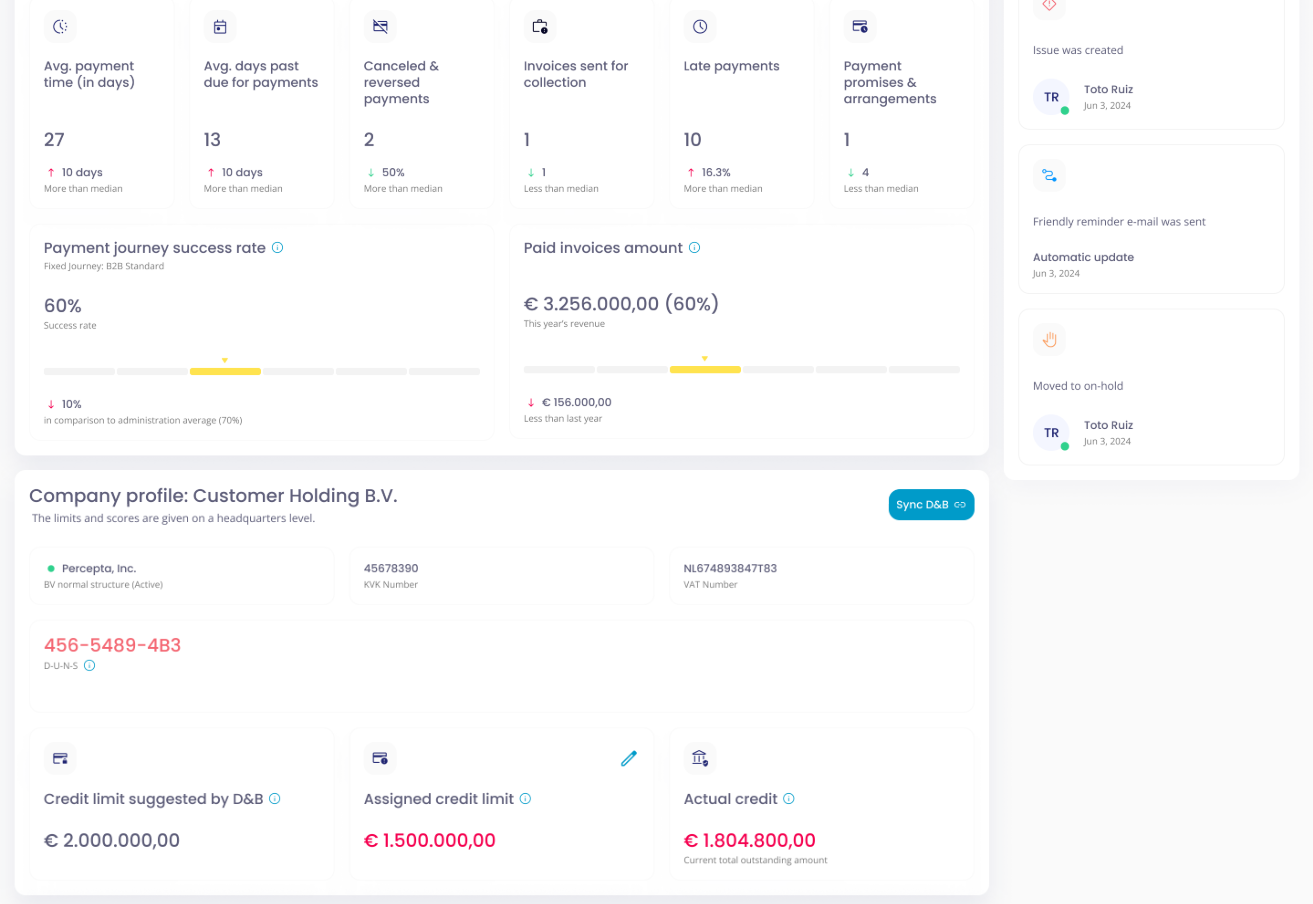 Avg. payment
time (in days)
27
10 days
More than median
Avg. days past
due for payments
13
10 days
More than median
Canceled &
reversed
payments
2
50%
More than median
Invoices sent for
collection
1
1
Less than median
Late payments
10
16.3%
More than median
Payment
promises &
arrangements
1
4
Less than median
Payment journey success rate
Fixed Journey: B2B Standard
60%
Success rate
10%
in comparison to administration average (70%)
Paid invoices amount
€ 3.256.000,00 (60%)
This year's revenue
€ 156.000,00
Less than last year
Company profile: Customer Holding B.V.
The limits and scores are given on a headquarters level.
Sync D&B
Percepta, Inc.
BV normal structure (Active)
45678390
KVK Number
NL674893847T83
VAT Number
456-5489-4B3
D-U-N-S
Credit limit suggested by D&B
€ 2.000.000,00
Assigned credit limit
€ 1.500.000,00
Actual credit
€ 1.804.800,00
Current total outstanding amount
Issue was created
TR
Toto Ruiz
Jun 3, 2024
Friendly reminder e-mail was sent
Automatic update
Jun 3, 2024
Moved to on-hold
TR
Toto Ruiz
Jun 3, 2024